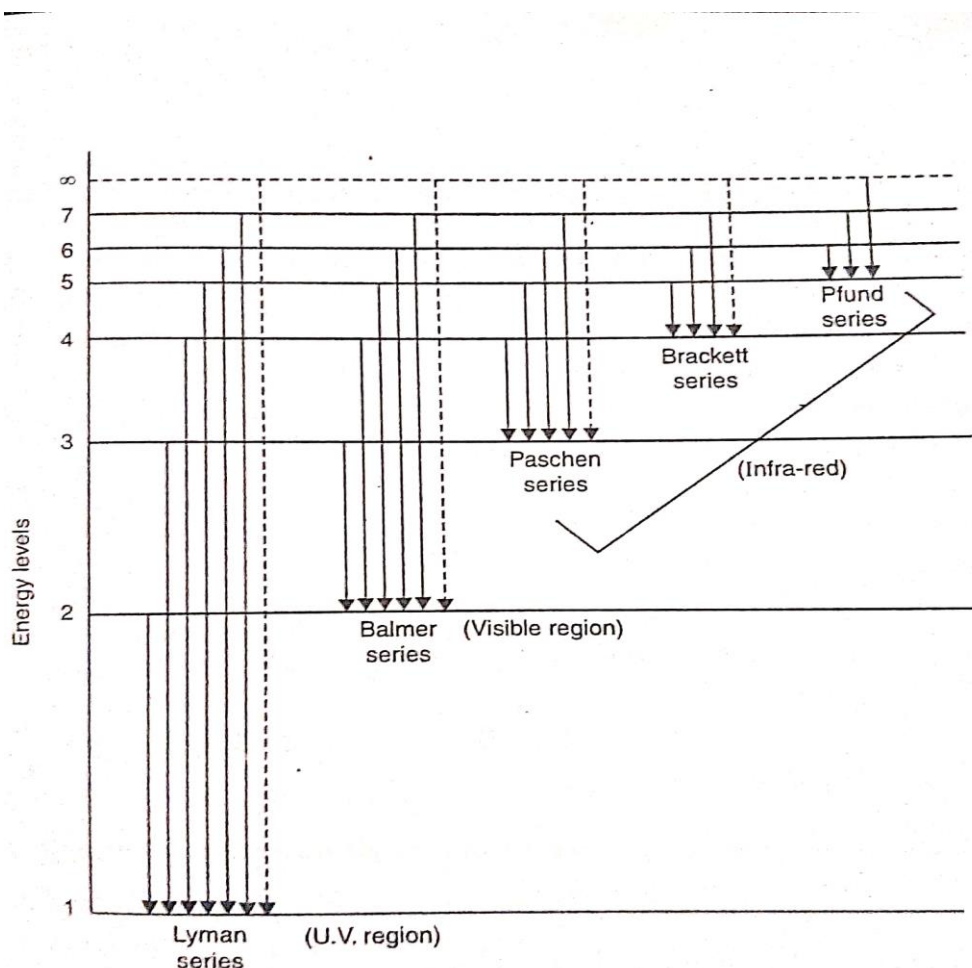 ∞
7
6
5
4
3
2
1
Energy levels
Pfund
series
Brackett
series
Paschen
series
(Infra-red)
Balmer (Visible region)
series
Lyman (U.V. region)
series